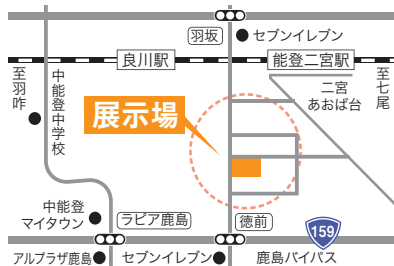 羽坂
セブンイレブン
良川駅
能登二宮駅
至羽咋
中能登中学校
二宮
あおば台
至七尾
展示場
中能登
マイタウン
ラピア鹿島
徳前
159
アルプラザ鹿島
セブンイレブン
鹿島バイパス